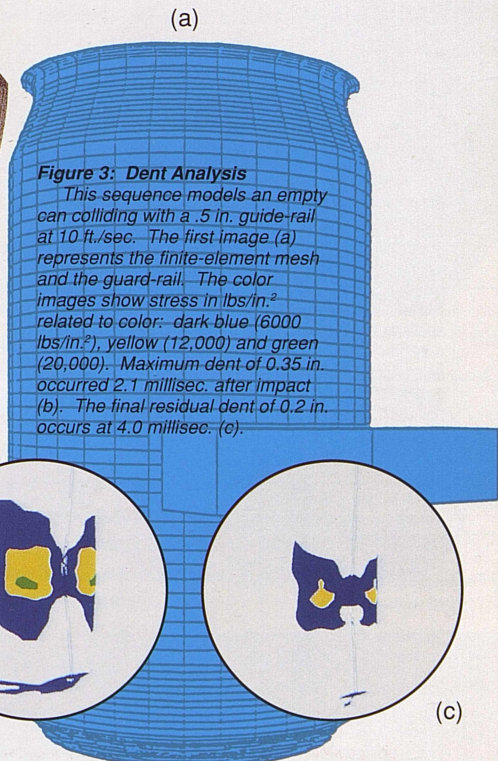 (a)
Figure 3: Dent Analysis
This sequence models an empty
can colliding with a .5 in. guide-rail
at 10 ft./sec. The first image (a)
represents the finite-element mesh
and the guard-rail. The color
images show stress in lbs/in.²
related to color: dark blue (6000
lbs/in.²), yellow (12,000) and green
(20,000). Maximum dent of 0.35 in.
occurred 2.1 millisec. after impact
(b). The final residual dent of 0.2 in.
occurs at 4.0 millisec. (c).
(c)